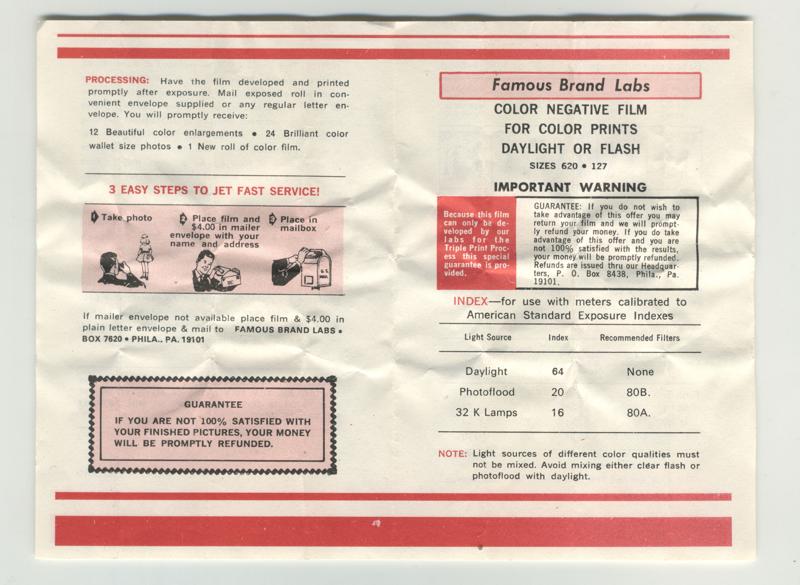 PROCESSING: Have the film developed and printed
promptly after exposure. Mail exposed roll in con-
venient envelope supplied or any regular letter en-
velope. You will promptly receive:
12 Beautiful color enlargements • 24 Brilliant color
wallet size photos • 1 New roll of color film.
3 EASY STEPS TO JET FAST SERVICE!
1 Take photo
2 Place film and
$4.00 in mailer
envelope with your
name and address
3 Place in
mailbox
U.S.
MAIL
If mailer envelope not available place film & $4.00 in
plain letter envelope & mail to FAMOUS BRAND LABS •
BOX 7620 • PHILA., PA. 19101
GUARANTEE
IF YOU ARE NOT 100% SATISFIED WITH
YOUR FINISHED PICTURES, YOUR MONEY
WILL BE PROMPTLY REFUNDED.
Famous Brand Labs
COLOR NEGATIVE FILM
FOR COLOR PRINTS
DAYLIGHT OR FLASH
SIZES 620 • 127
IMPORTANT WARNING
Because this film
can only be de-
veloped by our
labs for the
Triple Print Proc-
ess this special
guarantee is pro-
vided.
GUARANTEE: If you do not wish to
take advantage of this offer you may
return your film and we will prompt-
ly refund your money. If you do take
advantage of this offer and you are
not 100% satisfied with the results,
your money will be promptly refunded.
Refunds are issued thru our Headquar-
ters, P. O. Box 8438, Phila., Pa.
19101.
INDEX—for use with meters calibrated to
American Standard Exposure Indexes
Light Source Index Recommended Filters
Daylight 64 None
Photoflood 20 80B.
32 K Lamps 16 80A.
NOTE: Light sources of different color qualities must
not be mixed. Avoid mixing either clear flash or
photoflood with daylight.